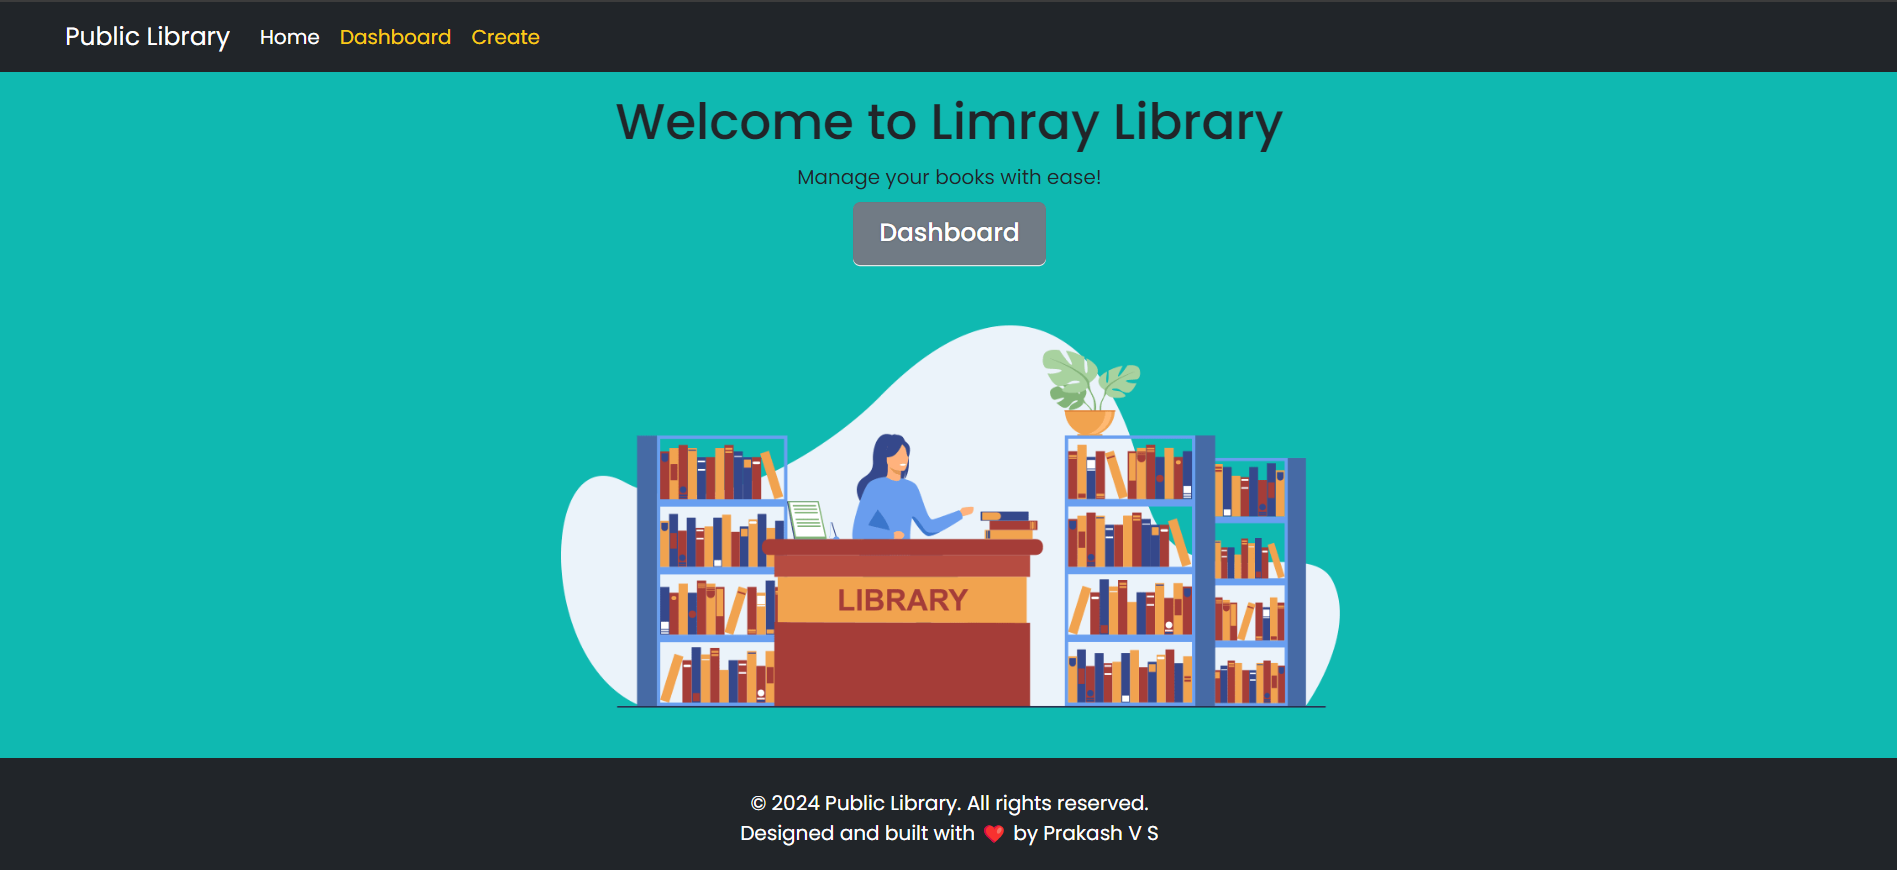 Public Library Home Dashboard Create
Welcome to Limray Library
Manage your books with ease!
Dashboard
LIBRARY
© 2024 Public Library. All rights reserved.
Designed and built with ❤️ by Prakash V S